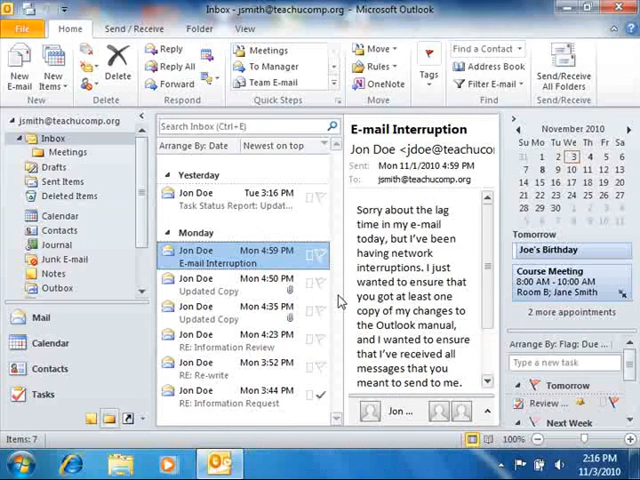 Inbox - jsmith@teachucomp.org - Microsoft Outlook
File Home Send / Receive Folder View
New E-mail
New Items
New
Delete
Delete
Reply
Reply All
Forward
Respond
Meetings
To Manager
Team E-mail
Quick Steps
Move
Rules
OneNote
Move
Tags
Find a Contact
Address Book
Filter E-mail
Find
Send/Receive All Folders
Send/Receive
jsmith@teachucomp.org
Inbox
Meetings
Drafts
Sent Items
Deleted Items
Calendar
Contacts
Journal
Junk E-mail
Notes
Outbox
Mail
Calendar
Contacts
Tasks
Search Inbox (Ctrl+E)
Arrange By: Date Newest on top
Yesterday
Jon Doe Tue 3:16 PM
Task Status Report: Updat...
Monday
Jon Doe Mon 4:59 PM
E-mail Interruption
Jon Doe Mon 4:50 PM
Updated Copy
Jon Doe Mon 4:35 PM
Updated Copy
Jon Doe Mon 4:23 PM
RE: Information Review
Jon Doe Mon 3:52 PM
RE: Re-write
Jon Doe Mon 3:44 PM
RE: Information Request
E-mail Interruption
Jon Doe <jdoe@teachucor
Sent: Mon 11/1/2010 4:59 PM
To: jsmith@teachucomp.org
Sorry about the lag
time in my e-mail
today, but I've been
having network
interruptions. I just
wanted to ensure
that you got at least one
copy of my changes to
the Outlook manual,
and I wanted to ensure
that I've received all
messages that you
meant to send to me.
Jon ...
November 2010
Su Mo Tu We Th Fr Sa
31 1 2 3 4 5 6
7 8 9 10 11 12 13
14 15 16 17 18 19 20
21 22 23 24 25 26 27
28 29 30 1 2 3 4
Tomorrow
Joe's Birthday
Course Meeting
8:00 AM - 10:00 AM
Room B; Jane Smith
2 more appointments
Arrange By: Flag: Due ...
Type a new task
Tomorrow
Review ...
Next Week
Items: 7
100%
2:16 PM
11/3/2010